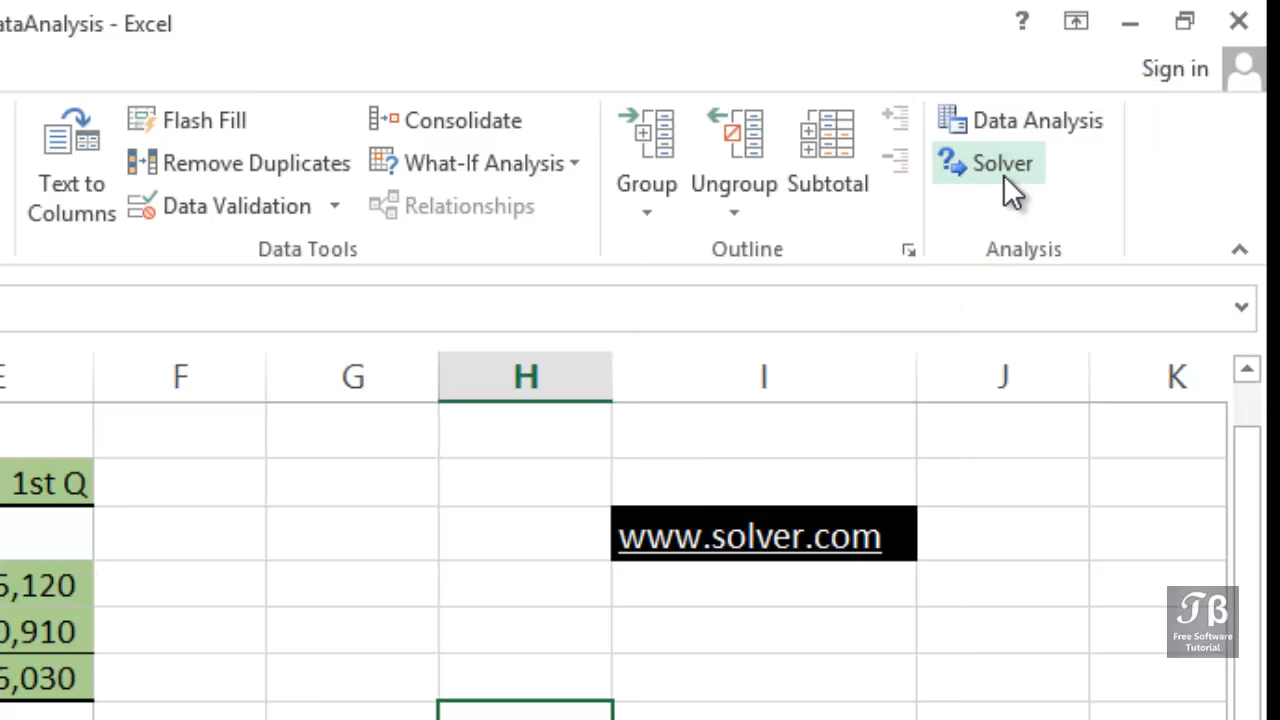 ataAnalysis - Excel
?
Sign in
Flash Fill
Consolidate
Data Analysis
Remove Duplicates
What-If Analysis
Solver
Text to
Columns
Group
Ungroup
Subtotal
Data Validation
Relationships
Data Tools
Outline
Analysis
E F G H I J K
1st Q
www.solver.com
5,120
0,910
5,030
TB
Free Software
Tutorial